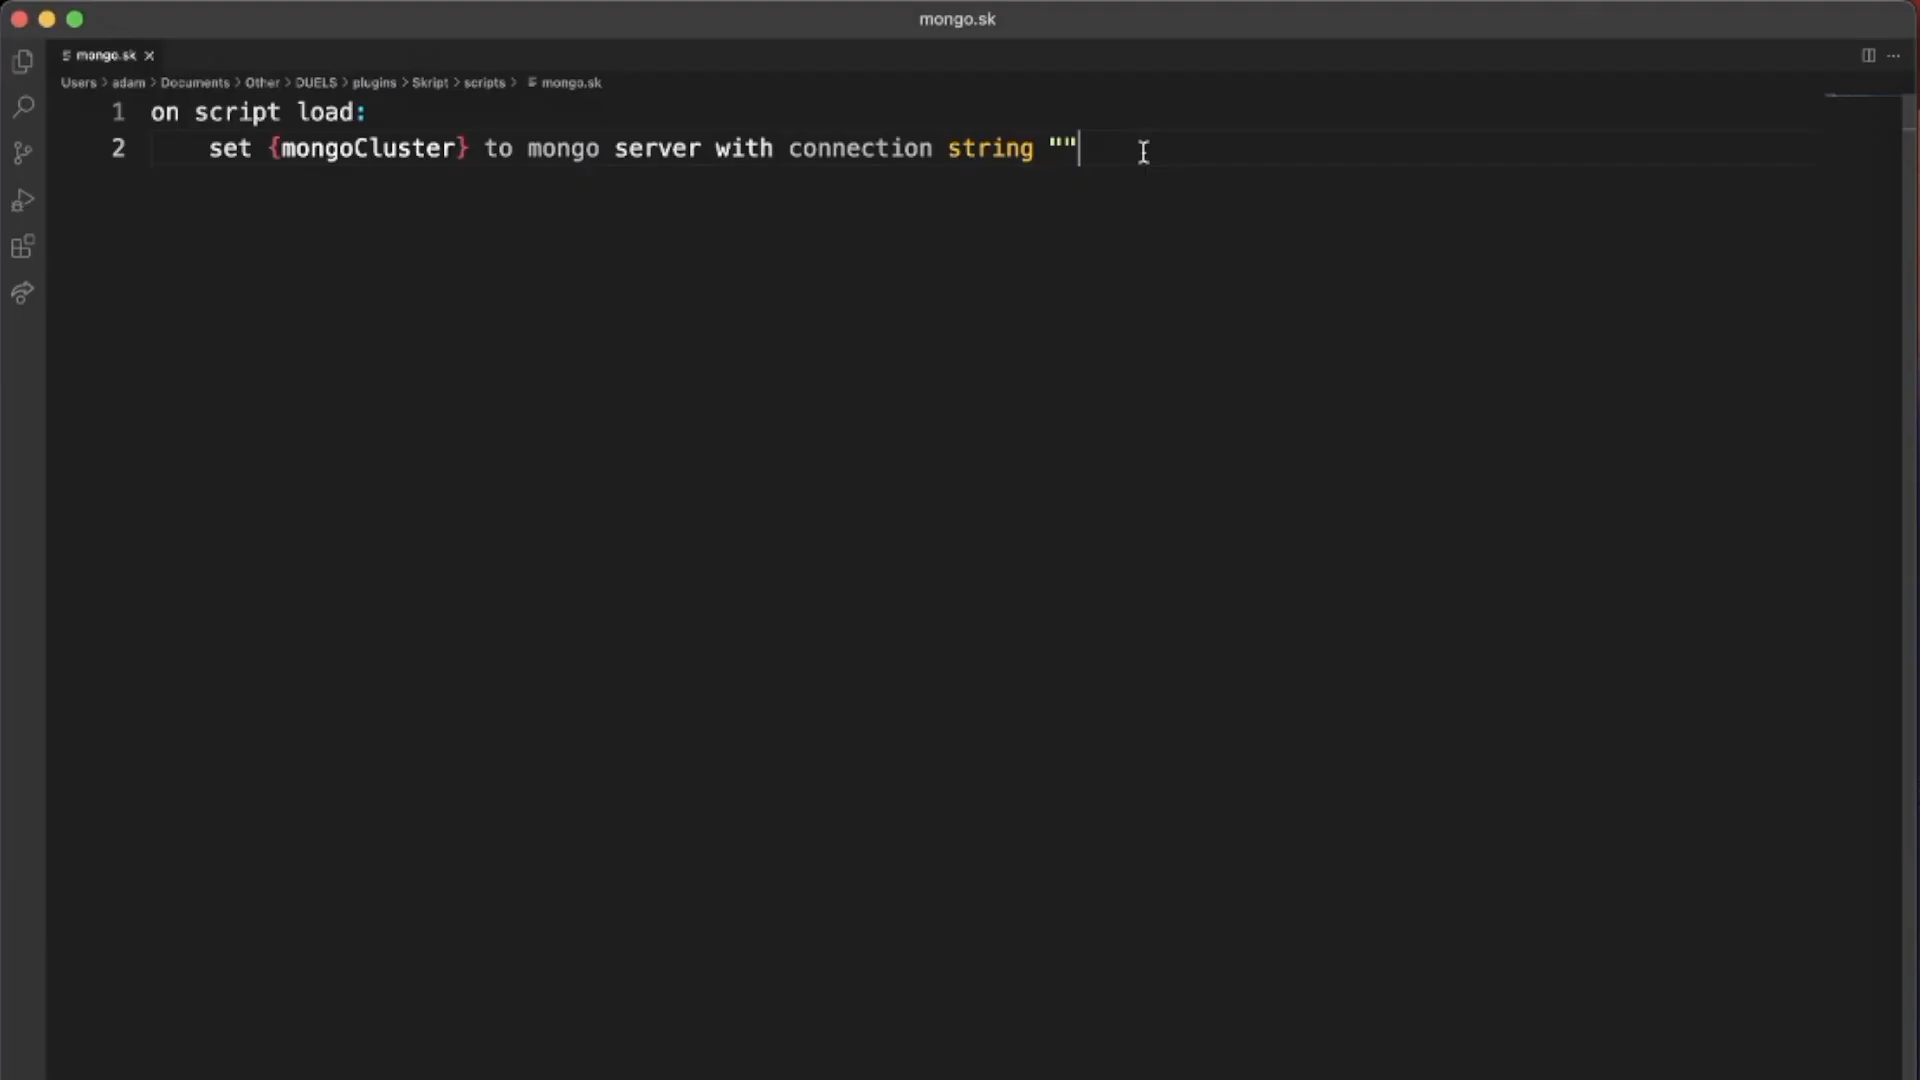 mongo.sk
mongo.sk
Users > adam > Documents > Other > DUELS > plugins > Skript > scripts > mongo.sk
1 on script load:
2 set {mongoCluster} to mongo server with connection string ""